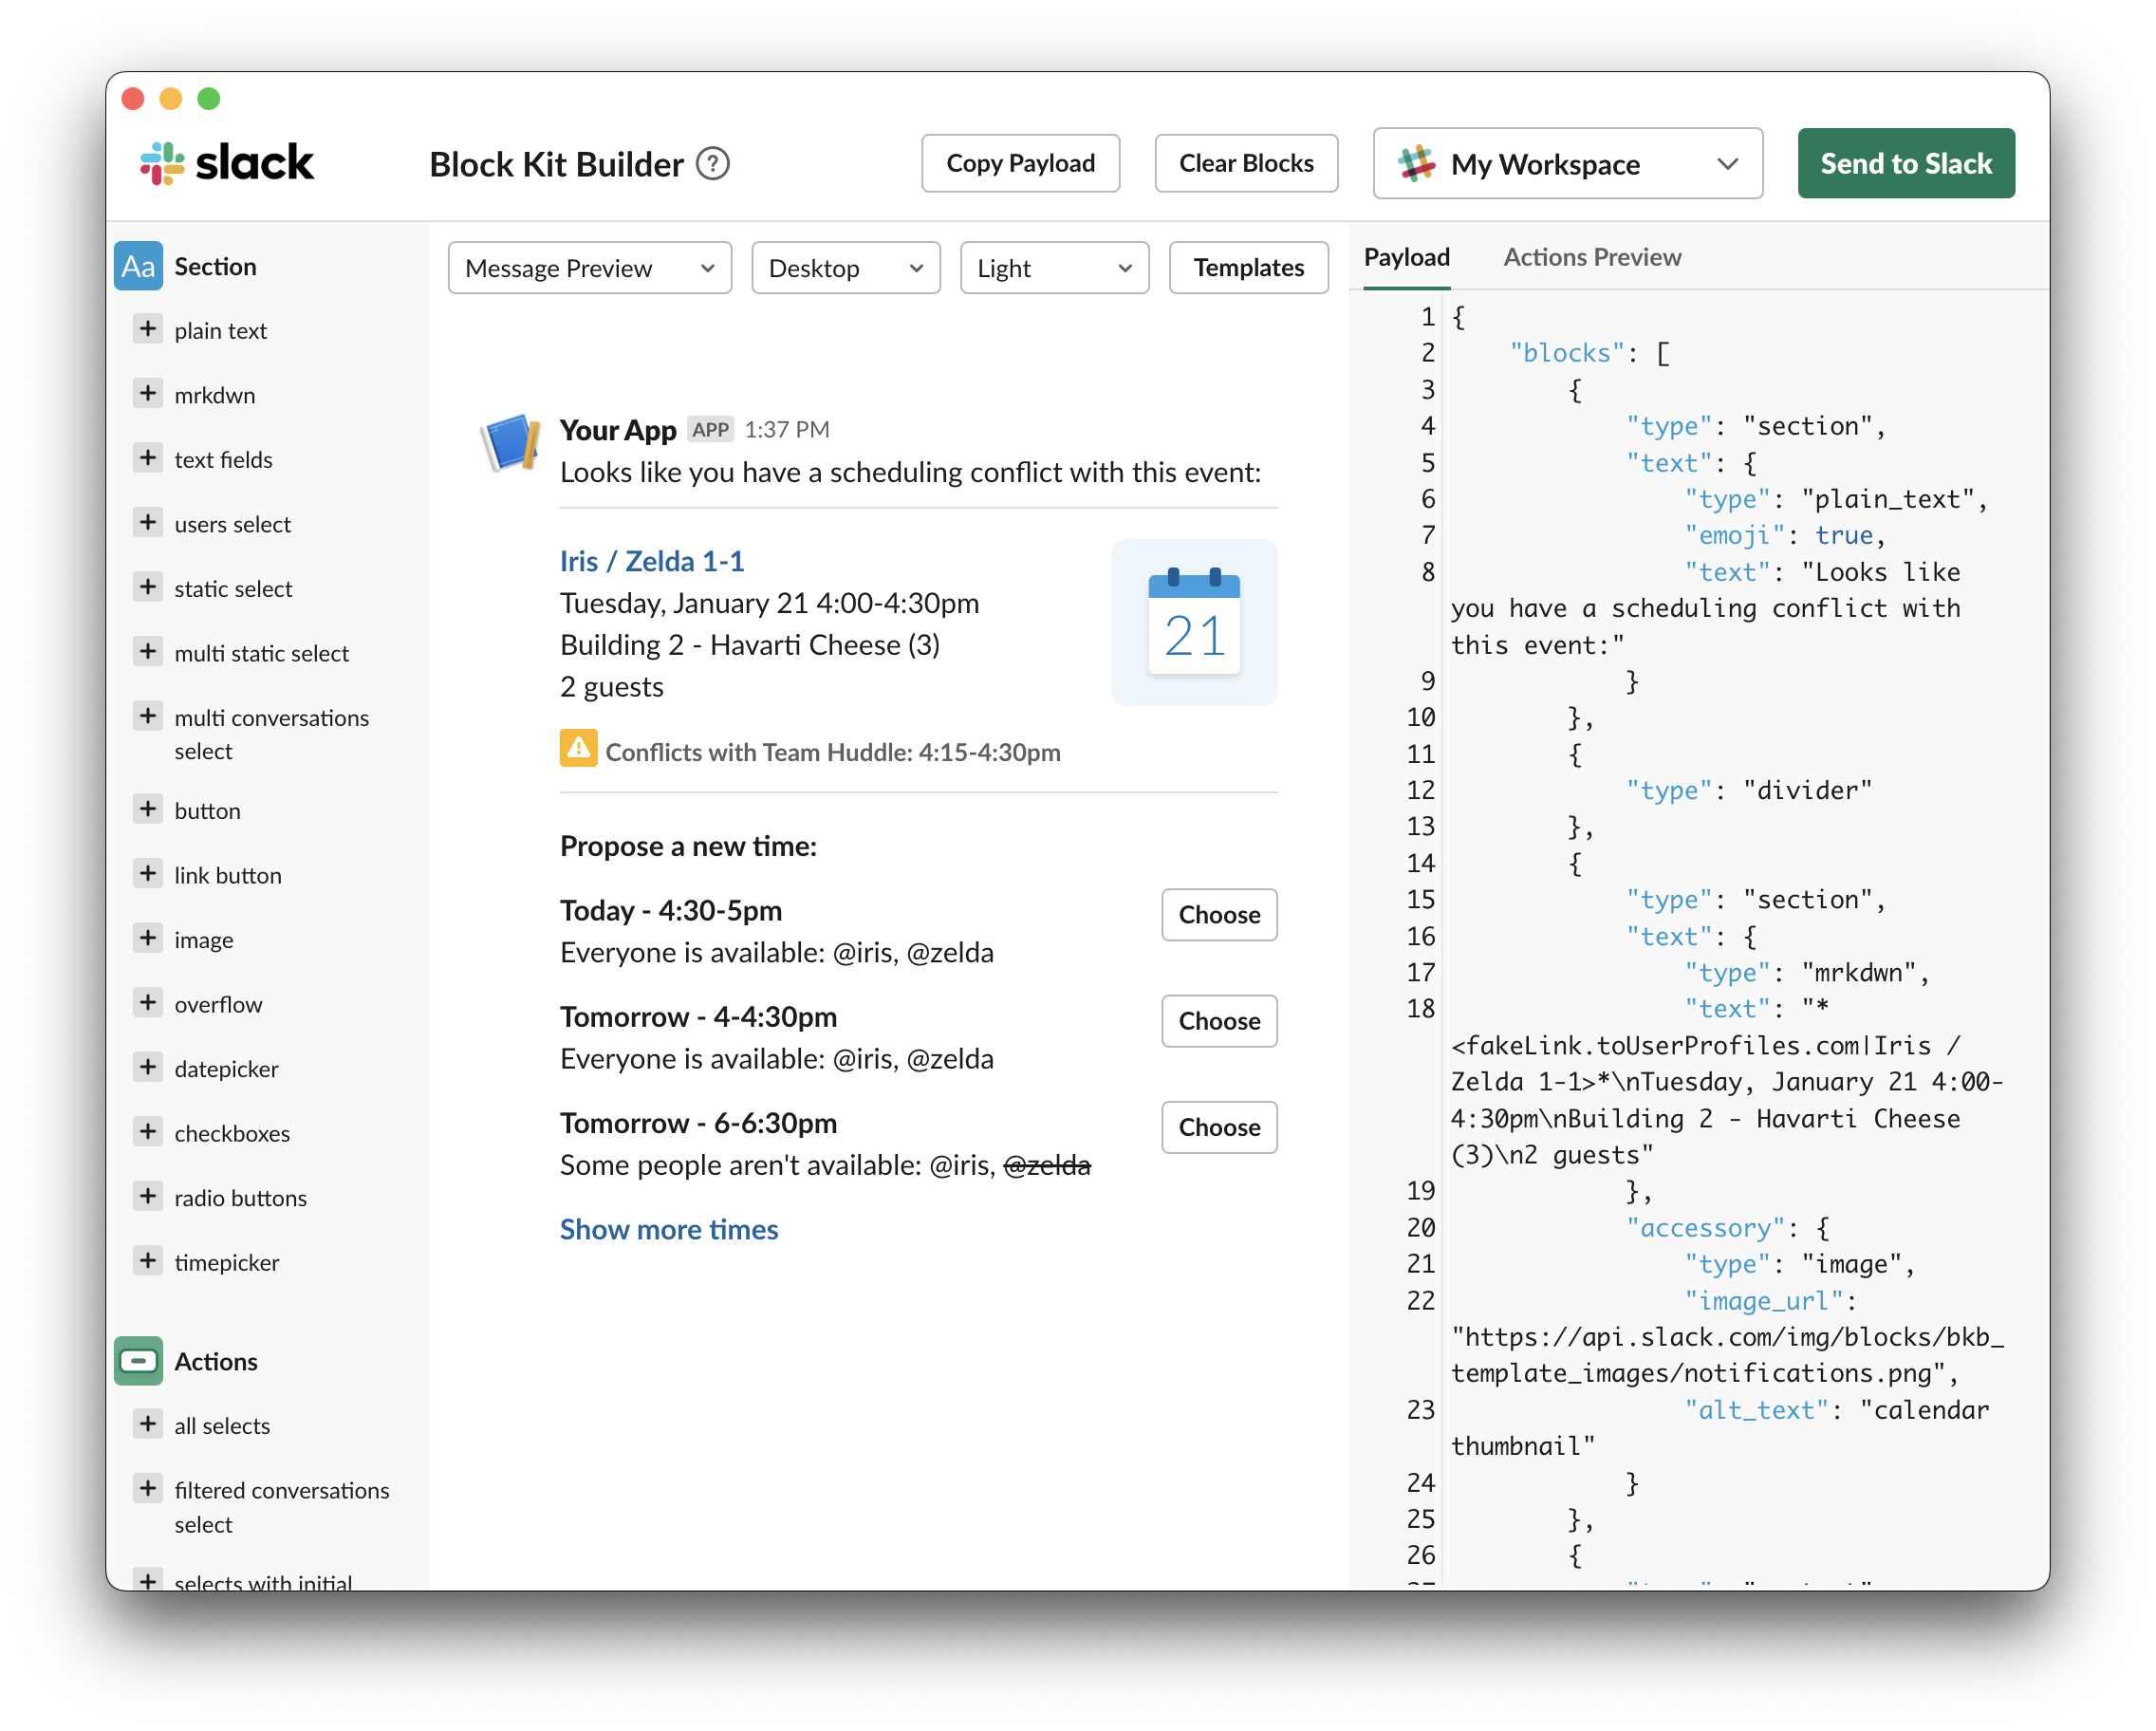 slack
Block Kit Builder ?
Copy Payload
Clear Blocks
My Workspace
Send to Slack
Aa Section
+ plain text
+ mrkdwn
+ text fields
+ users select
+ static select
+ multi static select
+ multi conversations
select
+ button
+ link button
+ image
+ overflow
+ datepicker
+ checkboxes
+ radio buttons
+ timepicker
Actions
+ all selects
+ filtered conversations
select
+ selects with initial
Message Preview
Desktop
Light
Templates
Your App APP 1:37 PM
Looks like you have a scheduling conflict with this event:
Iris / Zelda 1-1
Tuesday, January 21 4:00-4:30pm
Building 2 - Havarti Cheese (3)
2 guests
21
Conflicts with Team Huddle: 4:15-4:30pm
Propose a new time:
Today - 4:30-5pm
Everyone is available: @iris, @zelda
Choose
Tomorrow - 4-4:30pm
Everyone is available: @iris, @zelda
Choose
Tomorrow - 6-6:30pm
Some people aren't available: @iris, @zelda
Choose
Show more times
Payload
Actions Preview
1 {
2 "blocks": [
3 {
4 "type": "section",
5 "text": {
6 "type": "plain_text",
7 "emoji": true,
8 "text": "Looks like
you have a scheduling conflict with
this event:"
9 }
10 },
11 {
12 "type": "divider"
13 },
14 {
15 "type": "section",
16 "text": {
17 "type": "mrkdwn",
18 "text": "*
<fakeLink.toUserProfiles.com|Iris /
Zelda 1-1>*\nTuesday, January 21 4:00-
4:30pm\nBuilding 2 - Havarti Cheese
(3)\n2 guests"
19 },
20 "accessory": {
21 "type": "image",
22 "image_url":
"https://api.slack.com/img/blocks/bkb_
template_images/notifications.png",
23 "alt_text": "calendar
thumbnail"
24 }
25 },
26 {